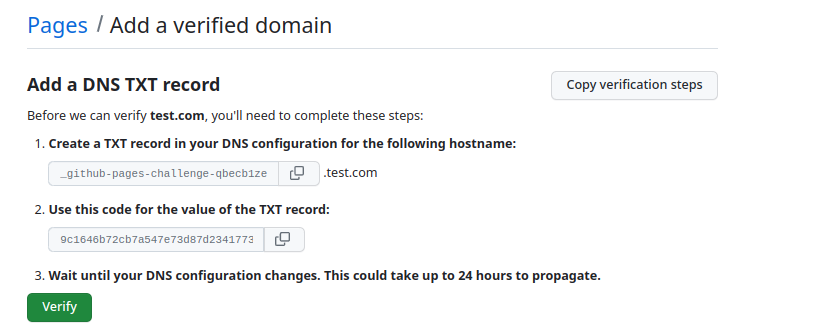 Pages / Add a verified domain
Add a DNS TXT record
Copy verification steps
Before we can verify test.com, you'll need to complete these steps:
1. Create a TXT record in your DNS configuration for the following hostname:
_github-pages-challenge-qbecb1ze .test.com
2. Use this code for the value of the TXT record:
9c1646b72cb7a547e73d87d2341773
3. Wait until your DNS configuration changes. This could take up to 24 hours to propagate.
Verify